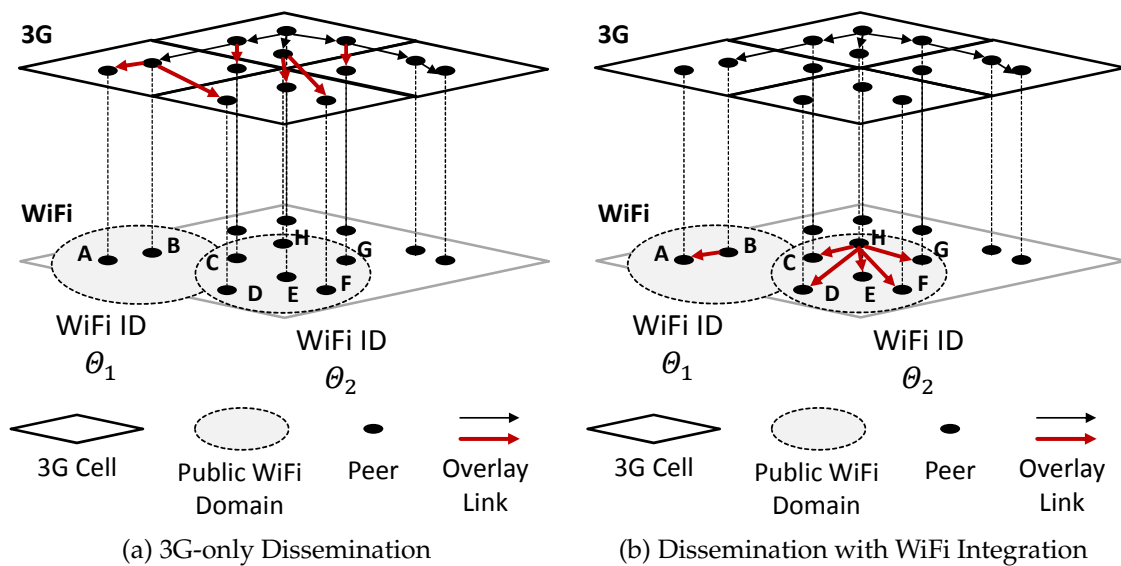 3G
WiFi
A
B
C
D
E
F
G
H
WiFi ID
Θ1
WiFi ID
Θ2
3G Cell
Public WiFi
Domain
Peer
Overlay
Link
(a) 3G-only Dissemination
3G
WiFi
A
B
C
D
E
F
G
H
WiFi ID
Θ1
WiFi ID
Θ2
3G Cell
Public WiFi
Domain
Peer
Overlay
Link
(b) Dissemination with WiFi Integration